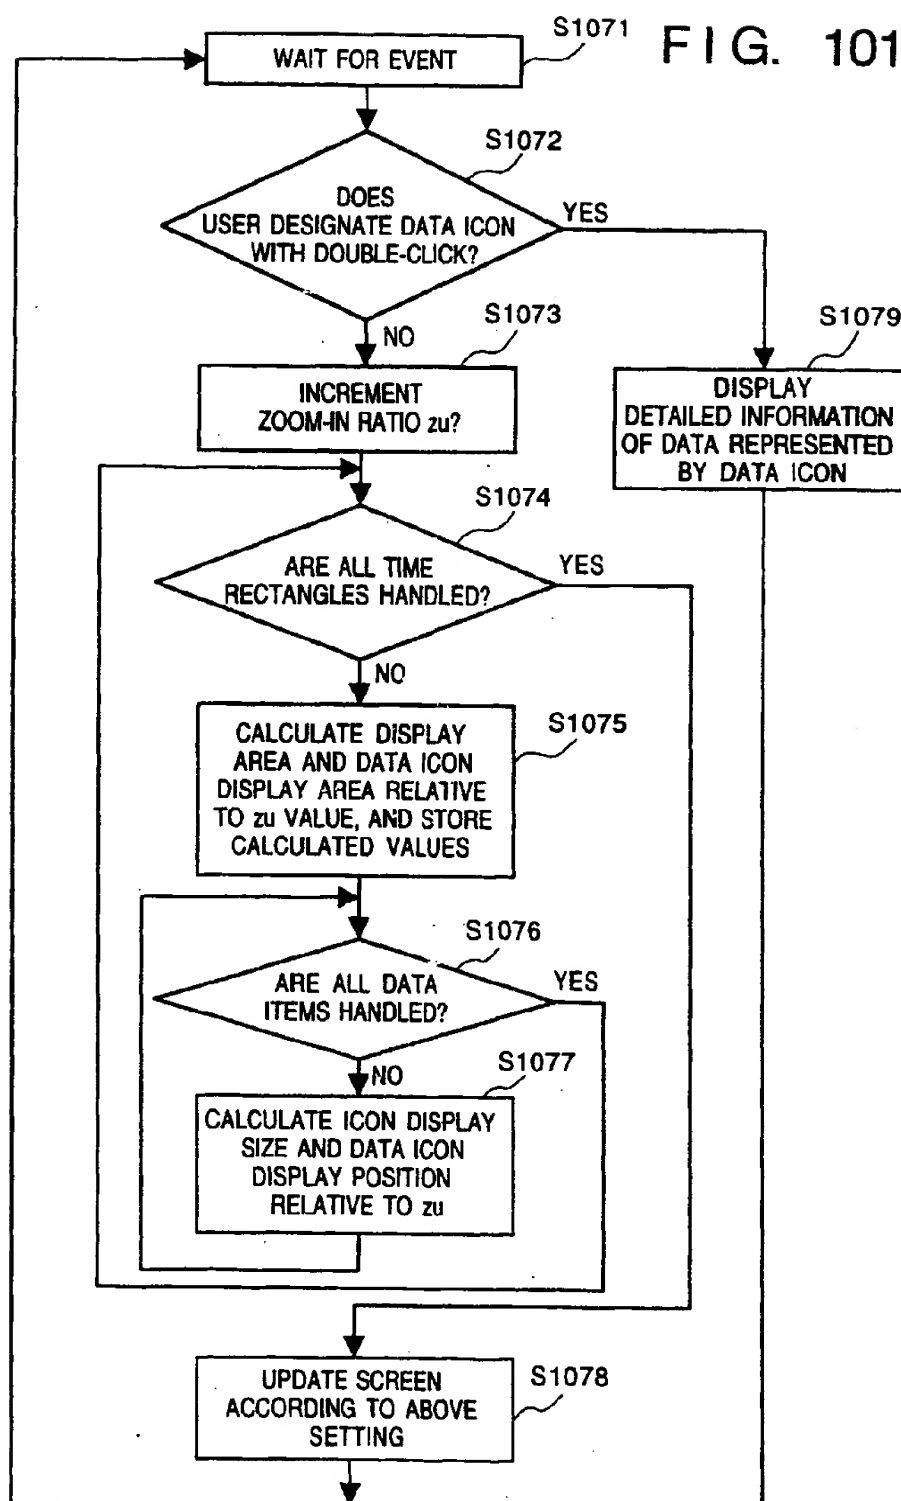 FIG. 101
S1071
WAIT FOR EVENT
S1072
DOES
USER DESIGNATE DATA ICON
WITH DOUBLE-CLICK?
YES
NO
S1073
INCREMENT
ZOOM-IN RATIO zu?
S1079
DISPLAY
DETAILED INFORMATION
OF DATA REPRESENTED
BY DATA ICON
S1074
ARE ALL TIME
RECTANGLES HANDLED?
YES
NO
S1075
CALCULATE DISPLAY
AREA AND DATA ICON
DISPLAY AREA RELATIVE
TO zu VALUE, AND STORE
CALCULATED VALUES
S1076
ARE ALL DATA
ITEMS HANDLED?
YES
NO
S1077
CALCULATE ICON DISPLAY
SIZE AND DATA ICON
DISPLAY POSITION
RELATIVE TO zu
S1078
UPDATE SCREEN
ACCORDING TO ABOVE
SETTING